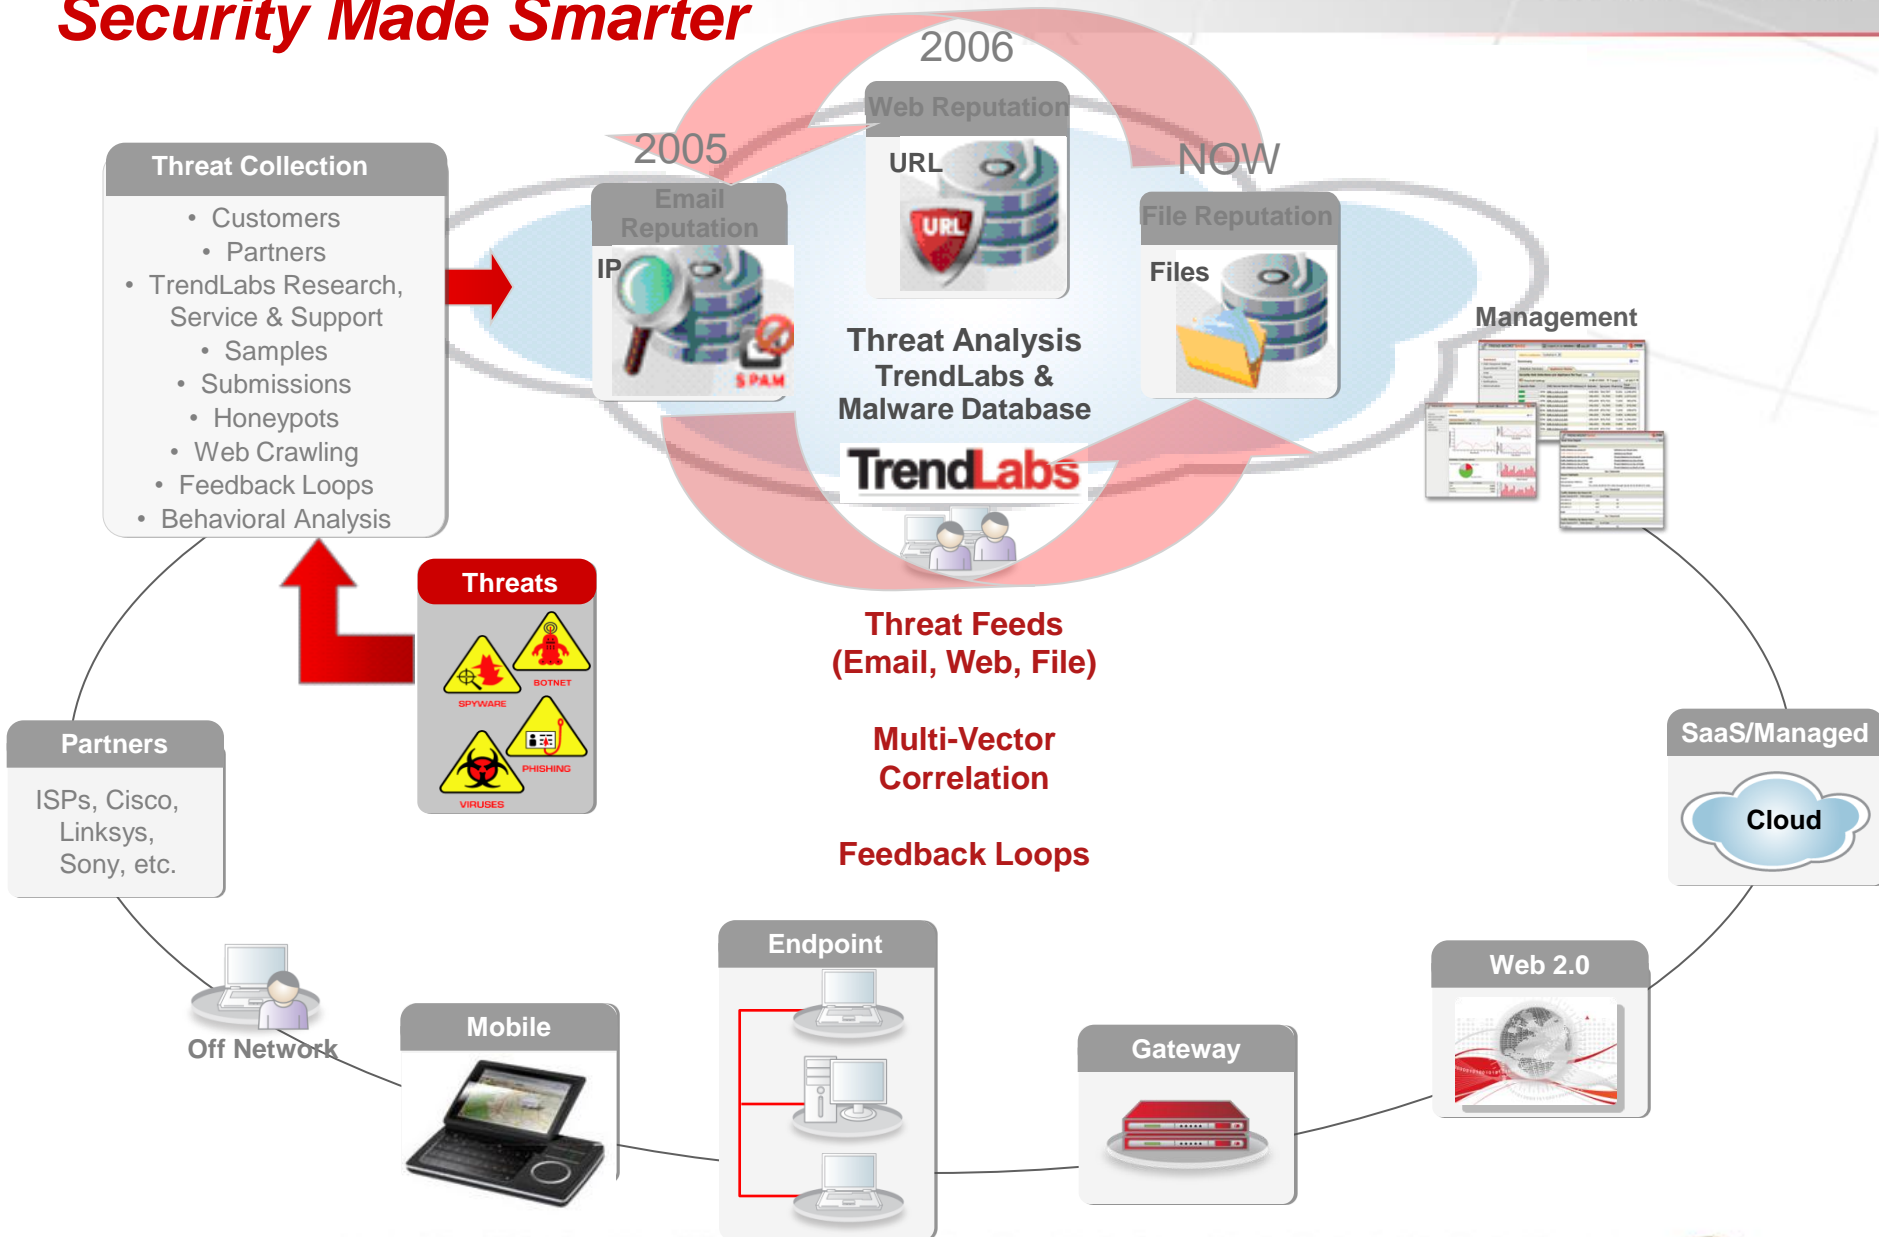 Security Made Smarter
2006
Web Reputation
URL
URL
2005
Email
Reputation
IP
SPAM
NOW
File Reputation
Files
Threat Collection
• Customers
• Partners
• TrendLabs Research,
Service & Support
• Samples
• Submissions
• Honeypots
• Web Crawling
• Feedback Loops
• Behavioral Analysis
Threat Analysis
TrendLabs &
Malware Database
TrendLabs
Management
Threats
BOTNET
SPYWARE
PHISHING
VIRUSES
Threat Feeds
(Email, Web, File)
Multi-Vector
Correlation
Feedback Loops
Partners
ISPs, Cisco,
Linksys,
Sony, etc.
SaaS/Managed
Cloud
Off Network
Mobile
Endpoint
Gateway
Web 2.0